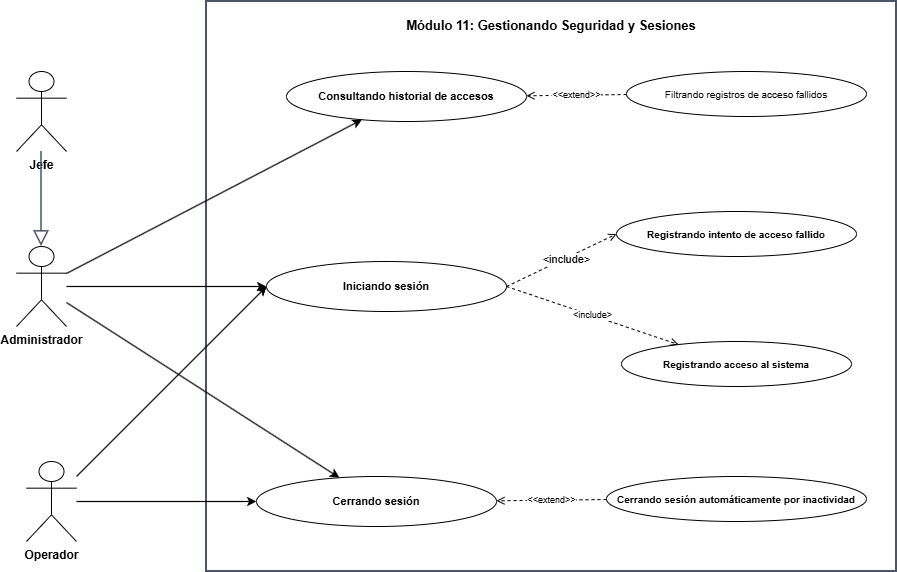 Módulo 11: Gestionando Seguridad y Sesiones
Jefe
Consultando historial de accesos
<<extend>>
Filtrando registros de acceso fallidos
Administrador
Iniciando sesión
<include>
Registrando intento de acceso fallido
<include>
Registrando acceso al sistema
Operador
Cerrando sesión
<<extend>>
Cerrando sesión automáticamente por inactividad